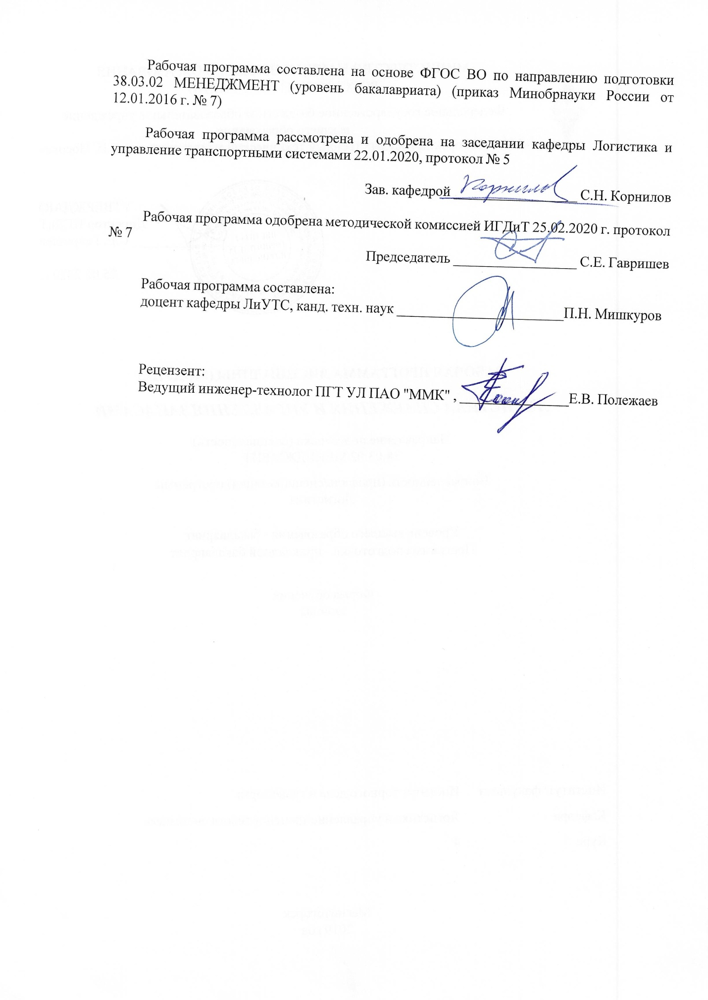 Рабочая программа составлена на основе ФГОС ВО по направлению подготовки
38.03.02 МЕНЕДЖМЕНТ (уровень бакалавриата) (приказ Минобрнауки России от
12.01.2016 г. № 7)
Рабочая программа рассмотрена и одобрена на заседании кафедры Логистика и
управление транспортными системами 22.01.2020, протокол № 5
Зав. кафедрой Корнилов С.Н. Корнилов
Рабочая программа одобрена методической комиссией ИГДиТ 25.02.2020 г. протокол
№ 7
Председатель С.Е. Гавришев
Рабочая программа составлена:
доцент кафедры ЛиУТС, канд. техн. наук П.Н. Мишкуров
Рецензент:
Ведущий инженер-технолог ПГТ УЛ ПАО "ММК" , Е.В. Полежаев